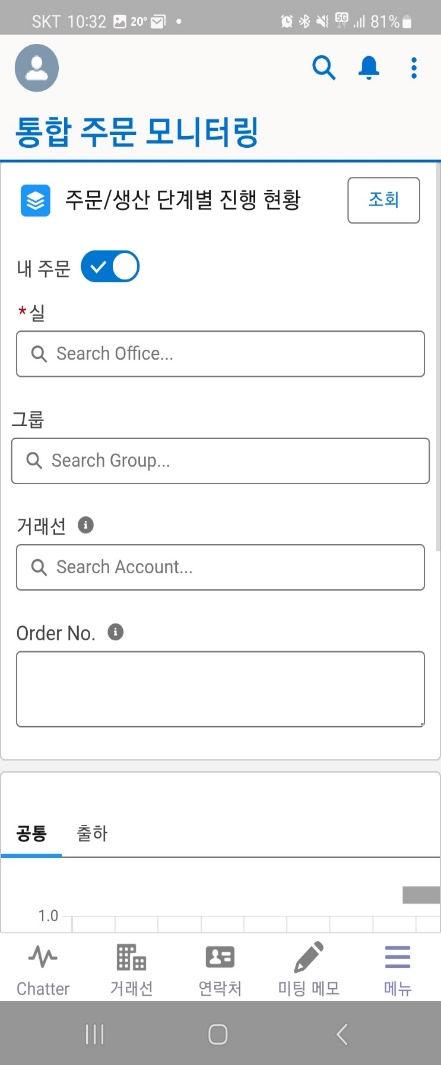 SKT 10:32 20° 5G 81%
통합 주문 모니터링
주문/생산 단계별 진행 현황 조회
내 주문
*실
Search Office...
그룹
Search Group...
거래선
Search Account...
Order No.
공통 출하
1.0
Chatter 거래선 연락처 미팅 메모 메뉴